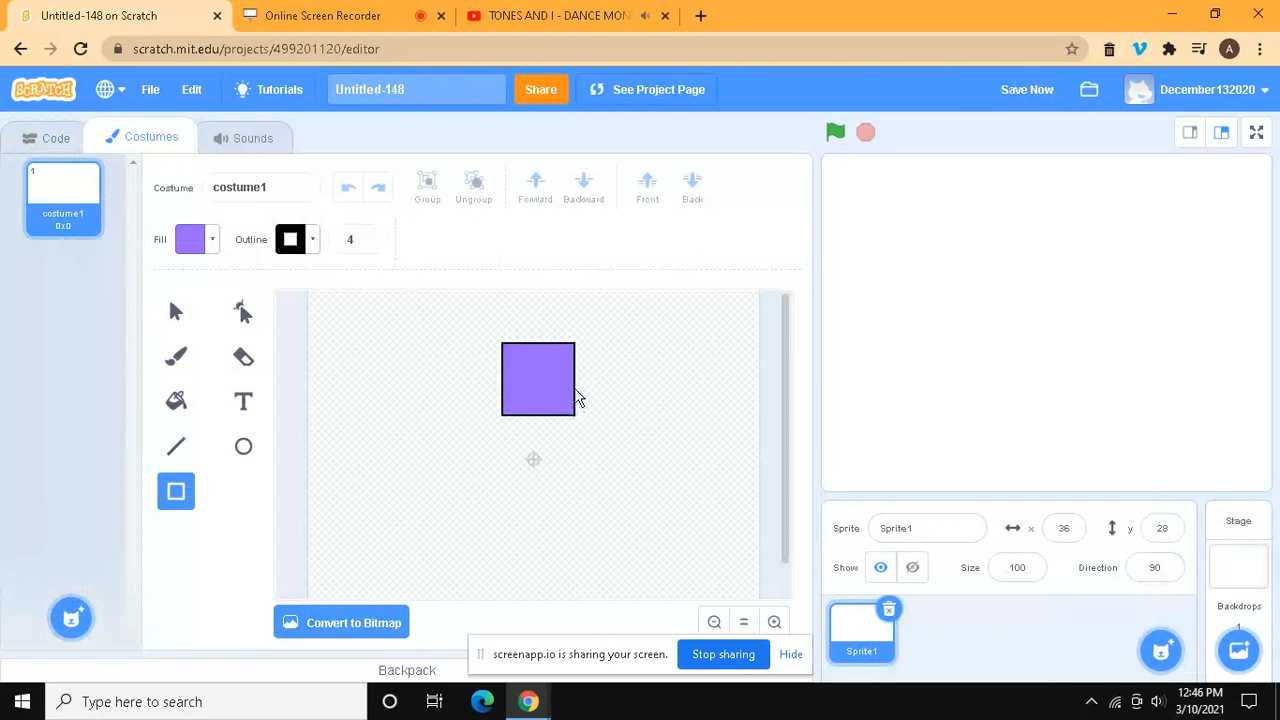 Untitled-148 on Scratch
Online Screen Recorder
TONES AND I - DANCE MON
scratch.mit.edu/projects/499201120/editor
A
SCRATCH
File
Edit
Tutorials
Untitled-148
Share
See Project Page
Save Now
December132020
Code
Costumes
Sounds
1
costume1
0x0
Costume
costume1
Group
Ungroup
Forward
Backward
Front
Back
Fill
Outline
4
T
Convert to Bitmap
Sprite
Sprite1
x
36
y
28
Show
Size
100
Direction
90
Sprite1
Stage
Backdrops
1
screenapp.io is sharing your screen.
Stop sharing
Hide
Backpack
Type here to search
12:46 PM
3/10/2021